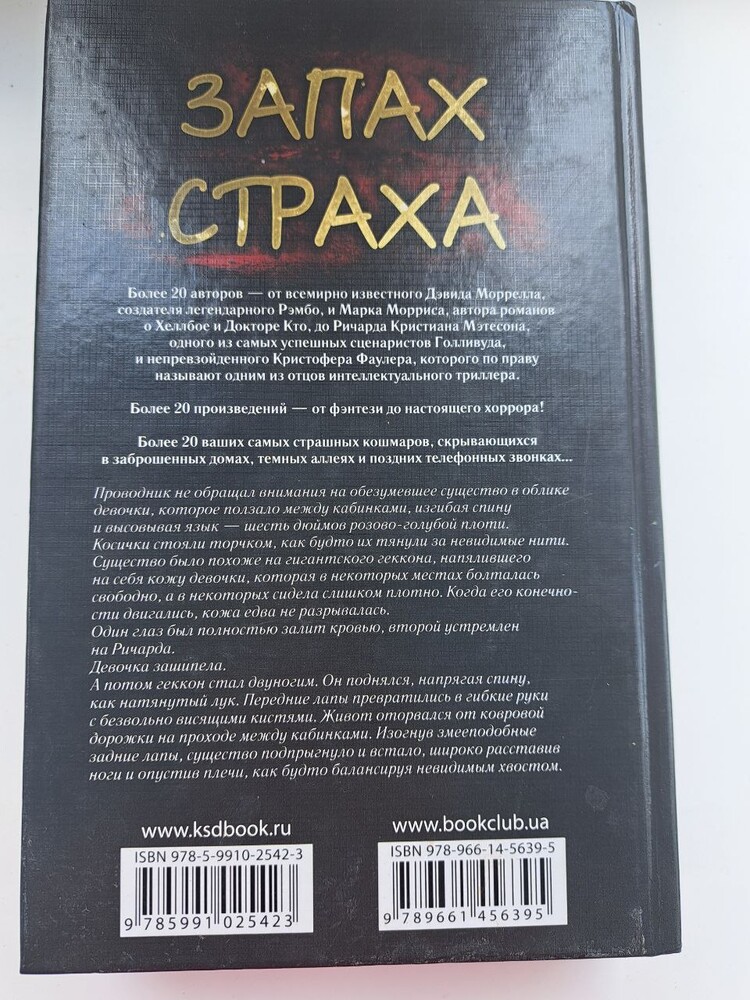 ЗАПАХ
СТРАХА
Более 20 авторов — от всемирно известного Дэвида Моррелла,
создателя легендарного Рэмбо, и Марка Морриса, автора романов
о Хеллбое и Докторе Кто, до Ричарда Кристиана Мэтесона,
одного из самых успешных сценаристов Голливуда,
и непревзойденного Кристофера Фаулера, которого по праву
называют одним из отцов интеллектуального триллера.
Более 20 произведений — от фэнтези до настоящего хоррора!
Более 20 ваших самых страшных кошмаров, скрывающихся
в заброшенных домах, темных аллеях и поздних телефонных звонках...
Проводник не обращал внимания на обезумевшее существо в облике
девочки, которое ползало между кабинками, изгибая спину
и высовывая язык — шесть дюймов розово-голубой плоти.
Косички стояли торчком, как будто их тянули за невидимые нити.
Существо было похоже на гигантского геккона, напялившего
на себя кожу девочки, которая в некоторых местах болталась
свободно, а в некоторых сидела слишком плотно. Когда его конечно-
сти двигались, кожа едва не разрывалась.
Один глаз был полностью залит кровью, второй устремлен
на Ричарда.
Девочка зашипела.
А потом геккон стал двуногим. Он поднялся, напрягая спину,
как натянутый лук. Передние лапы превратились в гибкие руки
с безвольно висящими кистями. Живот оторвался от ковровой
дорожки на проходе между кабинками. Изогнув змееподобные
задние лапы, существо подпрыгнуло и встало, широко расставив
ноги и опустив плечи, как будто балансируя невидимым хвостом.
www.ksdbook.ru
ISBN 978-5-9910-2542-3
9 785991 025423
www.bookclub.ua
ISBN 978-966-14-5639-5
9 789661 456395